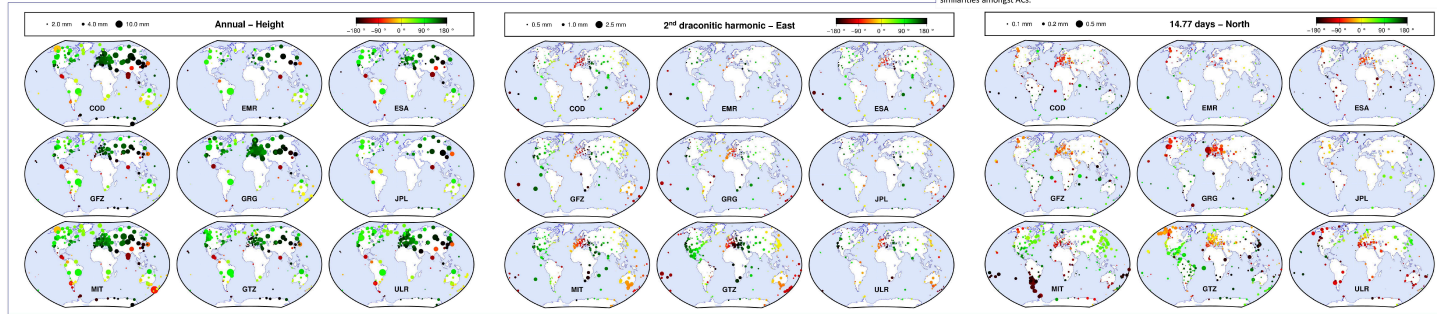 similarities amongst ACs.
2.0 mm 4.0 mm 10.0 mm Annual – Height −180 ° −90 ° 0 ° 90 ° 180 °
COD EMR ESA
GFZ GRG JPL
MIT GTZ ULR
0.5 mm 1.0 mm 2.5 mm 2nd draconitic harmonic – East −180 ° −90 ° 0 ° 90 ° 180 °
COD EMR ESA
GFZ GRG JPL
MIT GTZ ULR
0.1 mm 0.2 mm 0.5 mm 14.77 days – North −180 ° −90 ° 0 ° 90 ° 180 °
COD EMR ESA
GFZ GRG JPL
MIT GTZ ULR